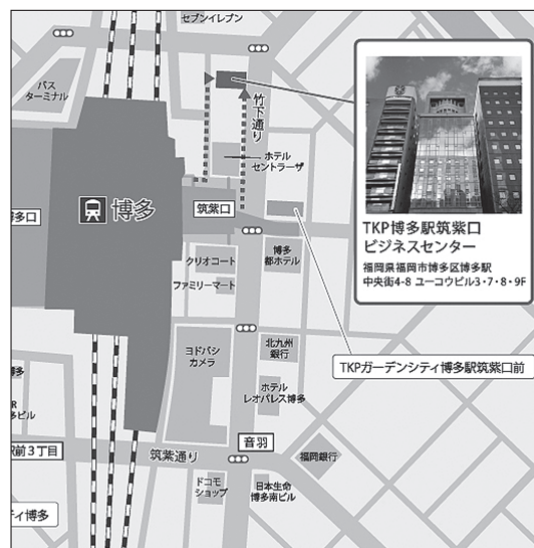 セブンイレブン
バス
ターミナル
竹下通り
ホテル
セントラーザ
博多
筑紫口
多口
クリオコート
ファミリーマート
博多
都ホテル
TKP博多駅筑紫口
ビジネスセンター
福岡県福岡市博多区博多駅
中央街4-8 ユーコウビル3・7・8・9F
ヨドバシ
カメラ
北九州
銀行
TKPガーデンシティ博多駅筑紫口前
ホテル
レオパレス博多
博多
R
多ビル
駅前3丁目
筑紫通り
音羽
福岡銀行
ドコモ
ショップ
日本生命
博多南ビル
ティ博多